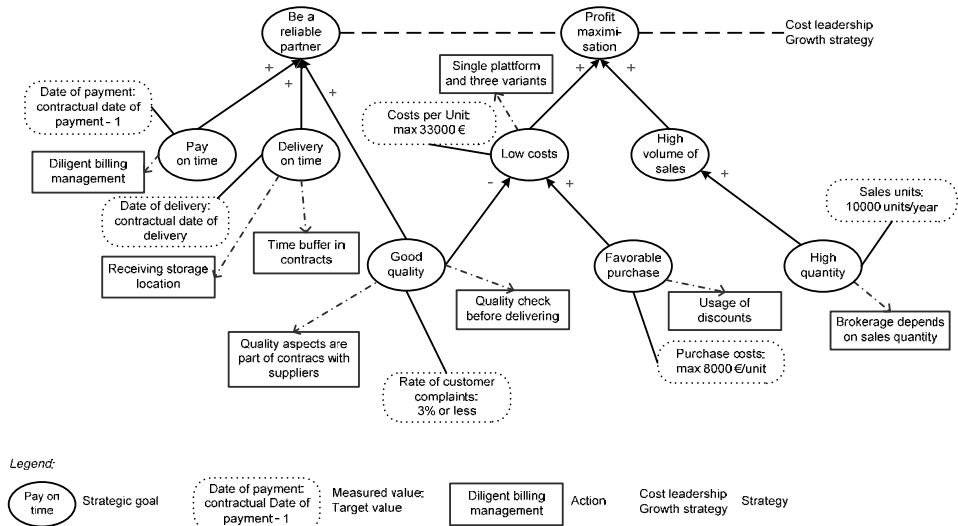 Be a
reliable
partner
Profit
maximi-
sation
Cost leadership
Growth strategy
+
+
+
+
+
Single plattform
and three variants
Date of payment:
contractual date of
payment - 1
Costs per Unit:
max 33000 €
Pay
on time
Delivery
on time
Low costs
High
volume of
sales
Diligent billing
management
-
+
+
Sales units:
10000 units/year
Date of delivery:
contractual date of
delivery
Time buffer in
contracts
Good
quality
Favorable
purchase
High
quantity
Receiving storage
location
Quality check
before delivering
Usage of
discounts
Brokerage depends
on sales quantity
Quality aspects are
part of contracs with
suppliers
Purchase costs:
max 8000 €/unit
Rate of customer
complaints:
3% or less
Legend:
Pay on
time
Strategic goal
Date of payment:
contractual Date of
payment - 1
Measured value:
Target value
Diligent billing
management
Action
Cost leadership
Growth strategy
Strategy